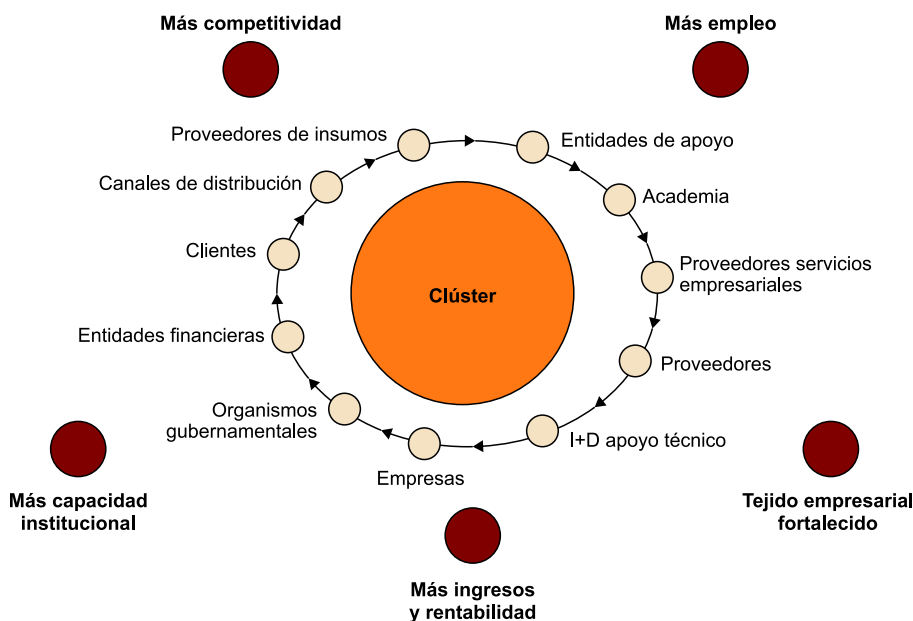 Más competitividad
Más empleo
Proveedores de insumos
Entidades de apoyo
Canales de distribución
Academia
Clientes
Proveedores servicios
empresariales
Clúster
Entidades financieras
Proveedores
Organismos
gubernamentales
I+D apoyo técnico
Empresas
Más capacidad
institucional
Tejido empresarial
fortalecido
Más ingresos
y rentabilidad